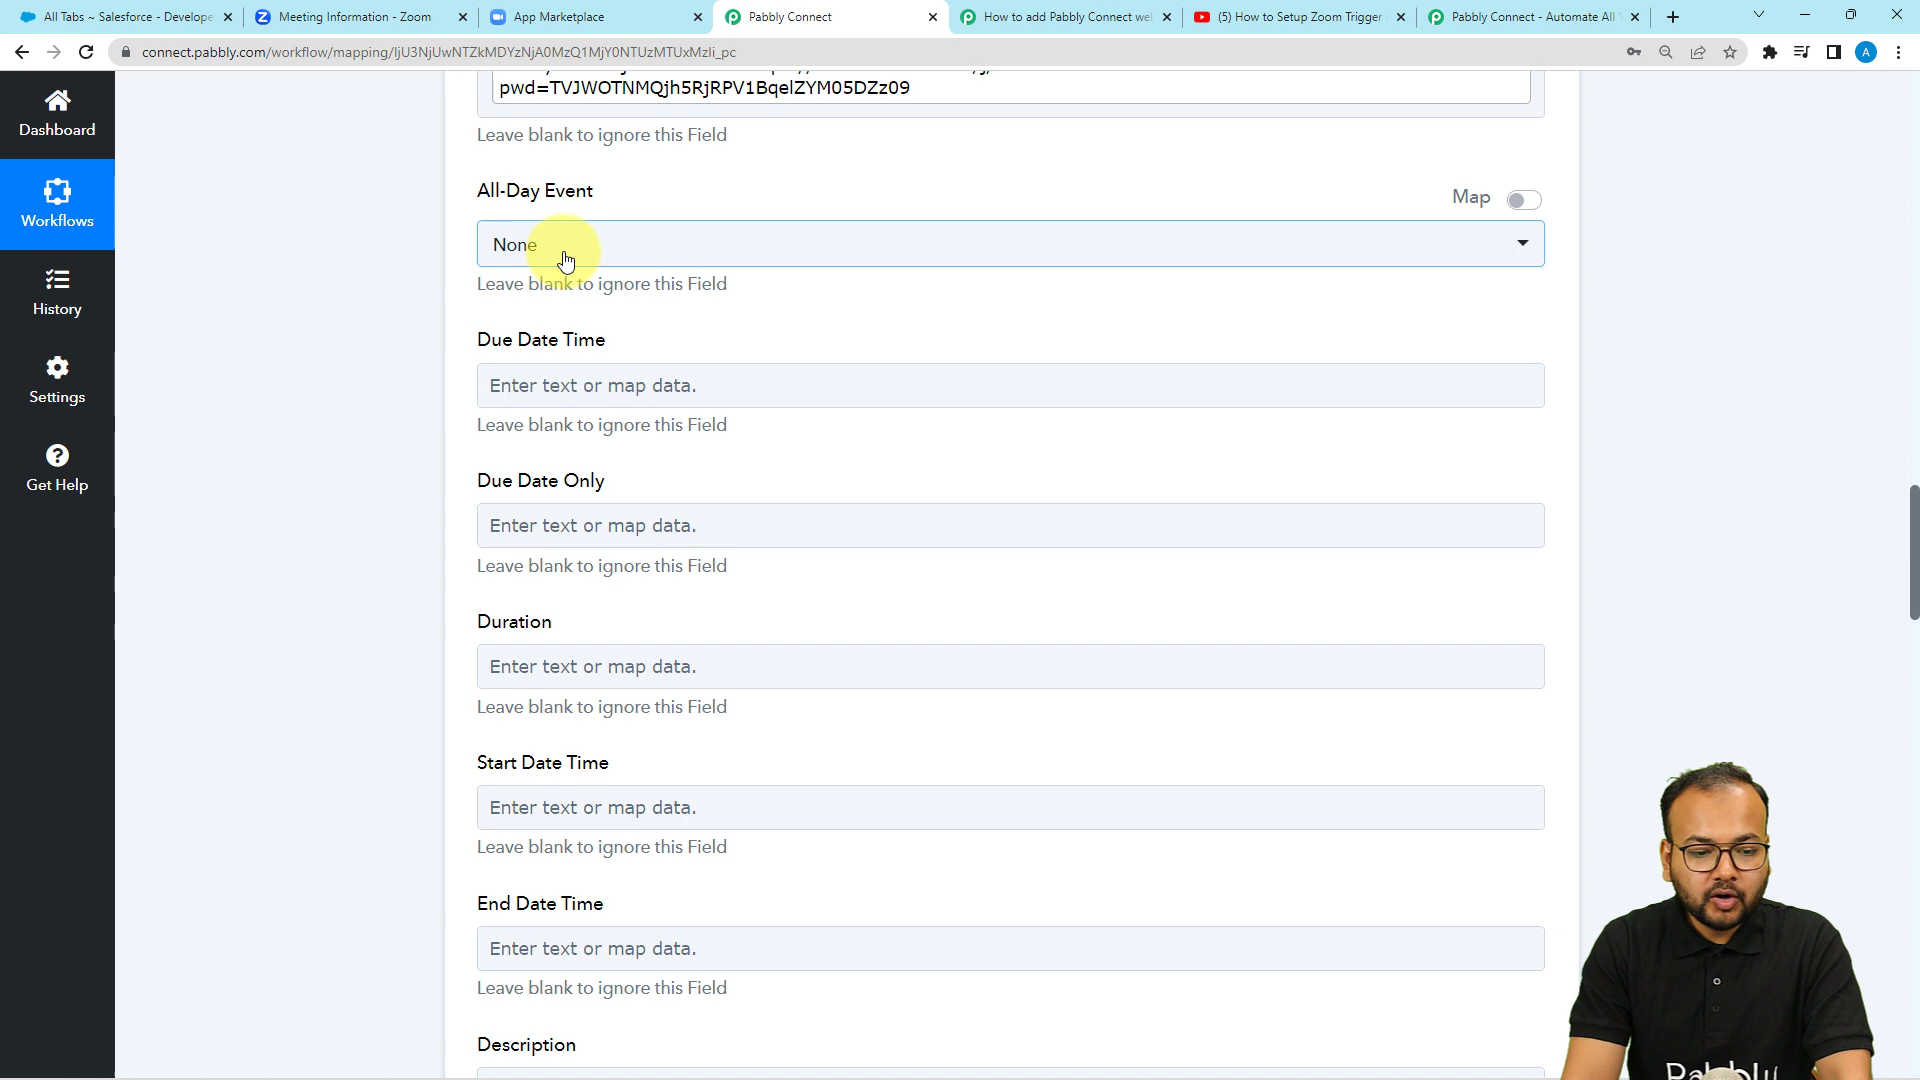 All Tabs ~ Salesforce - Develope
Meeting Information - Zoom
App Marketplace
Pabbly Connect
How to add Pabbly Connect we
(5) How to Setup Zoom Trigger
Pabbly Connect - Automate All
connect.pabbly.com/workflow/mapping/IjU3NjUwNTZkMDYzNjA0MzQ1MjY0NTUzMTUxMzIi_pc
A
Dashboard
Workflows
History
Settings
Get Help
pwd=TVJWOTNMQjh5RjRPV1BqelZYM05DZz09
Leave blank to ignore this Field
All-Day Event
Map
None
Leave blank to ignore this Field
Due Date Time
Enter text or map data.
Leave blank to ignore this Field
Due Date Only
Enter text or map data.
Leave blank to ignore this Field
Duration
Enter text or map data.
Leave blank to ignore this Field
Start Date Time
Enter text or map data.
Leave blank to ignore this Field
End Date Time
Enter text or map data.
Leave blank to ignore this Field
Description
Pabbly